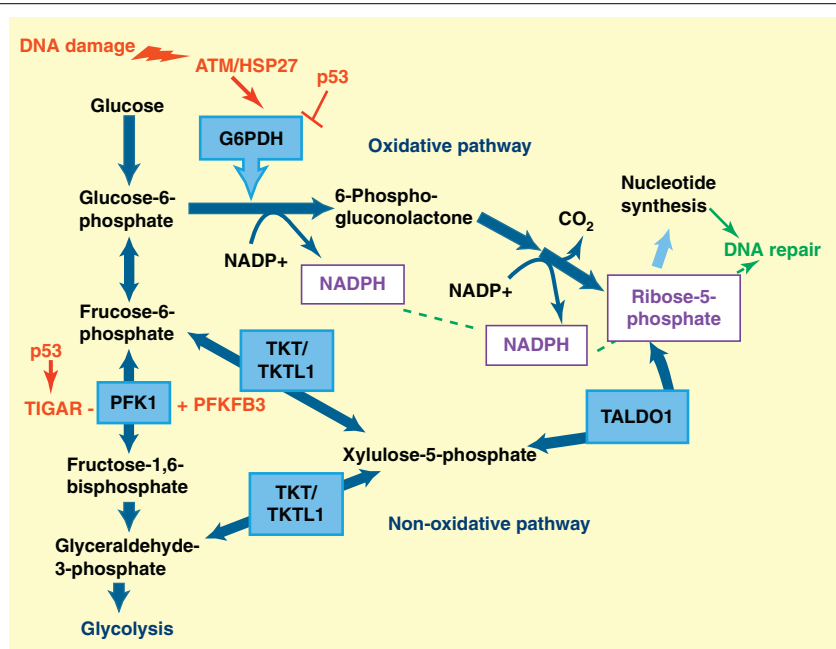 DNA damage
ATM/HSP27
p53
Glucose
G6PDH
Oxidative pathway
Glucose-6-
phosphate
6-Phospho-
gluconolactone
Nucleotide
synthesis
CO2
DNA repair
NADP+
NADPH
NADP+
Ribose-5-
phosphate
NADPH
Frucose-6-
phosphate
TKT/
TKTL1
p53
TIGAR -
PFK1
+ PFKFB3
TALDO1
Xylulose-5-phosphate
Fructose-1,6-
bisphosphate
TKT/
TKTL1
Non-oxidative pathway
Glyceraldehyde-
3-phosphate
Glycolysis